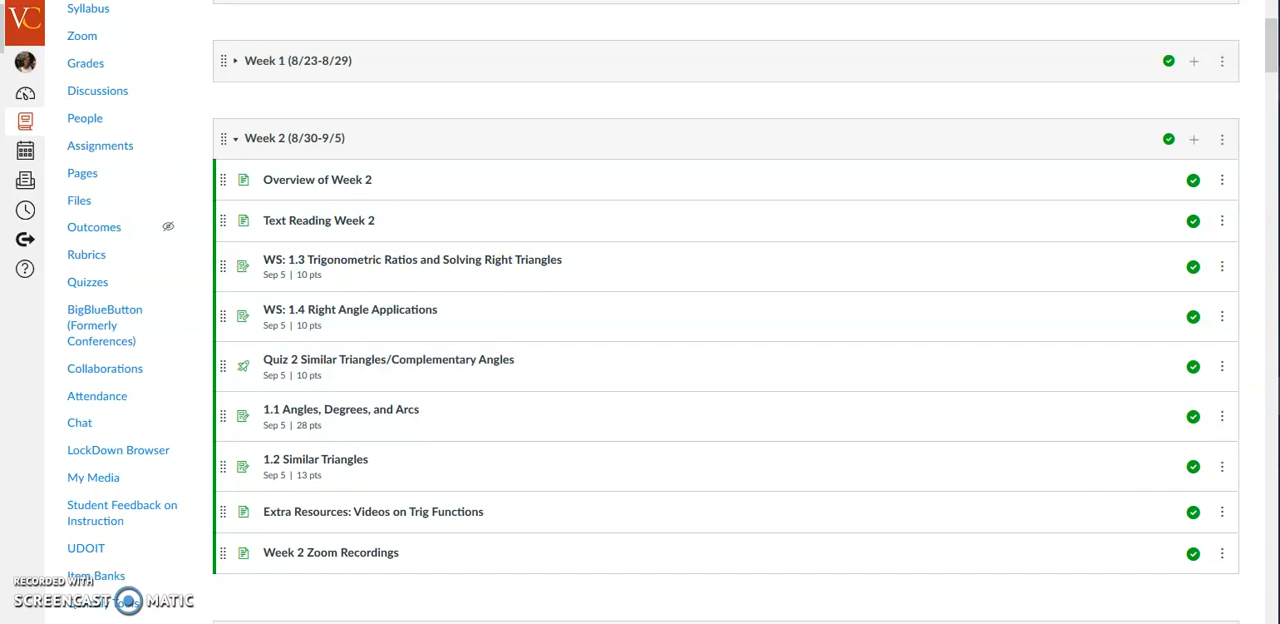 VC
Syllabus
Zoom
Grades
Discussions
People
Assignments
Pages
Files
Outcomes
Rubrics
Quizzes
BigBlueButton
(Formerly
Conferences)
Collaborations
Attendance
Chat
LockDown Browser
My Media
Student Feedback on
Instruction
UDOIT
Item Banks
RECORDED WITH
SCREENCAST MATIC
Week 1 (8/23-8/29)
Week 2 (8/30-9/5)
Overview of Week 2
Text Reading Week 2
WS: 1.3 Trigonometric Ratios and Solving Right Triangles
Sep 5 | 10 pts
WS: 1.4 Right Angle Applications
Sep 5 | 10 pts
Quiz 2 Similar Triangles/Complementary Angles
Sep 5 | 10 pts
1.1 Angles, Degrees, and Arcs
Sep 5 | 28 pts
1.2 Similar Triangles
Sep 5 | 13 pts
Extra Resources: Videos on Trig Functions
Week 2 Zoom Recordings